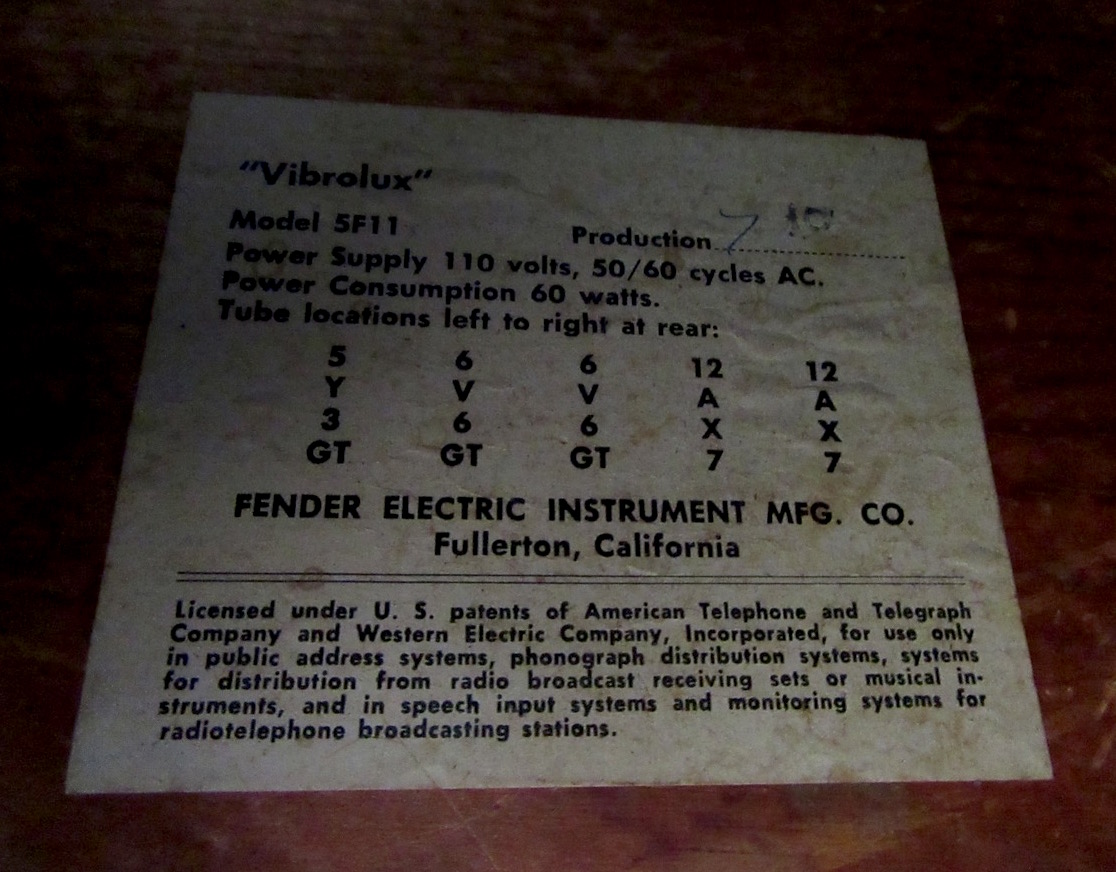 "Vibrolux"
Model 5F11
Production 7
Power Supply 110 volts, 50/60 cycles AC.
Power Consumption 60 watts.
Tube locations left to right at rear:
5 6 6 12 12
Y V V A A
3 6 6 X X
GT GT GT 7 7
FENDER ELECTRIC INSTRUMENT MFG. CO.
Fullerton, California
Licensed under U. S. patents of American Telephone and Telegraph
Company and Western Electric Company, Incorporated, for use only
in public address systems, phonograph distribution systems, systems
for distribution from radio broadcast receiving sets or musical in-
struments, and in speech input systems and monitoring systems for
radiotelephone broadcasting stations.